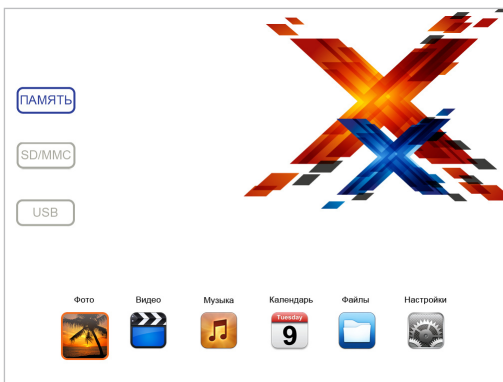 ПАМЯТЬ
SD/MMC
USB
Фото Видео Музыка Календарь Файлы Настройки
Tuesday
9